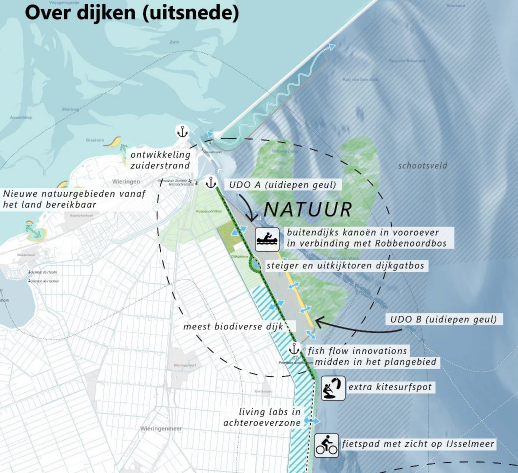 Over dijken (uitsnede)
ontwikkeling
zuiderstrand
schootsveld
Wieringen
UDO A (uidiepen geul)
Nieuwe natuurgebieden vanaf
het land bereikbaar
NATUUR
buitendijks kanoën in vooroever
in verbinding met Robbenoordbos
steiger en uitkijktoren dijkgatbos
meest biodiverse dijk
UDO B (uidiepen geul)
fish flow innovations
midden in het plangebied
extra kitesurfspot
living labs in
achteroeverzone
Wieringermeer
fietspad met zicht op IJsselmeer